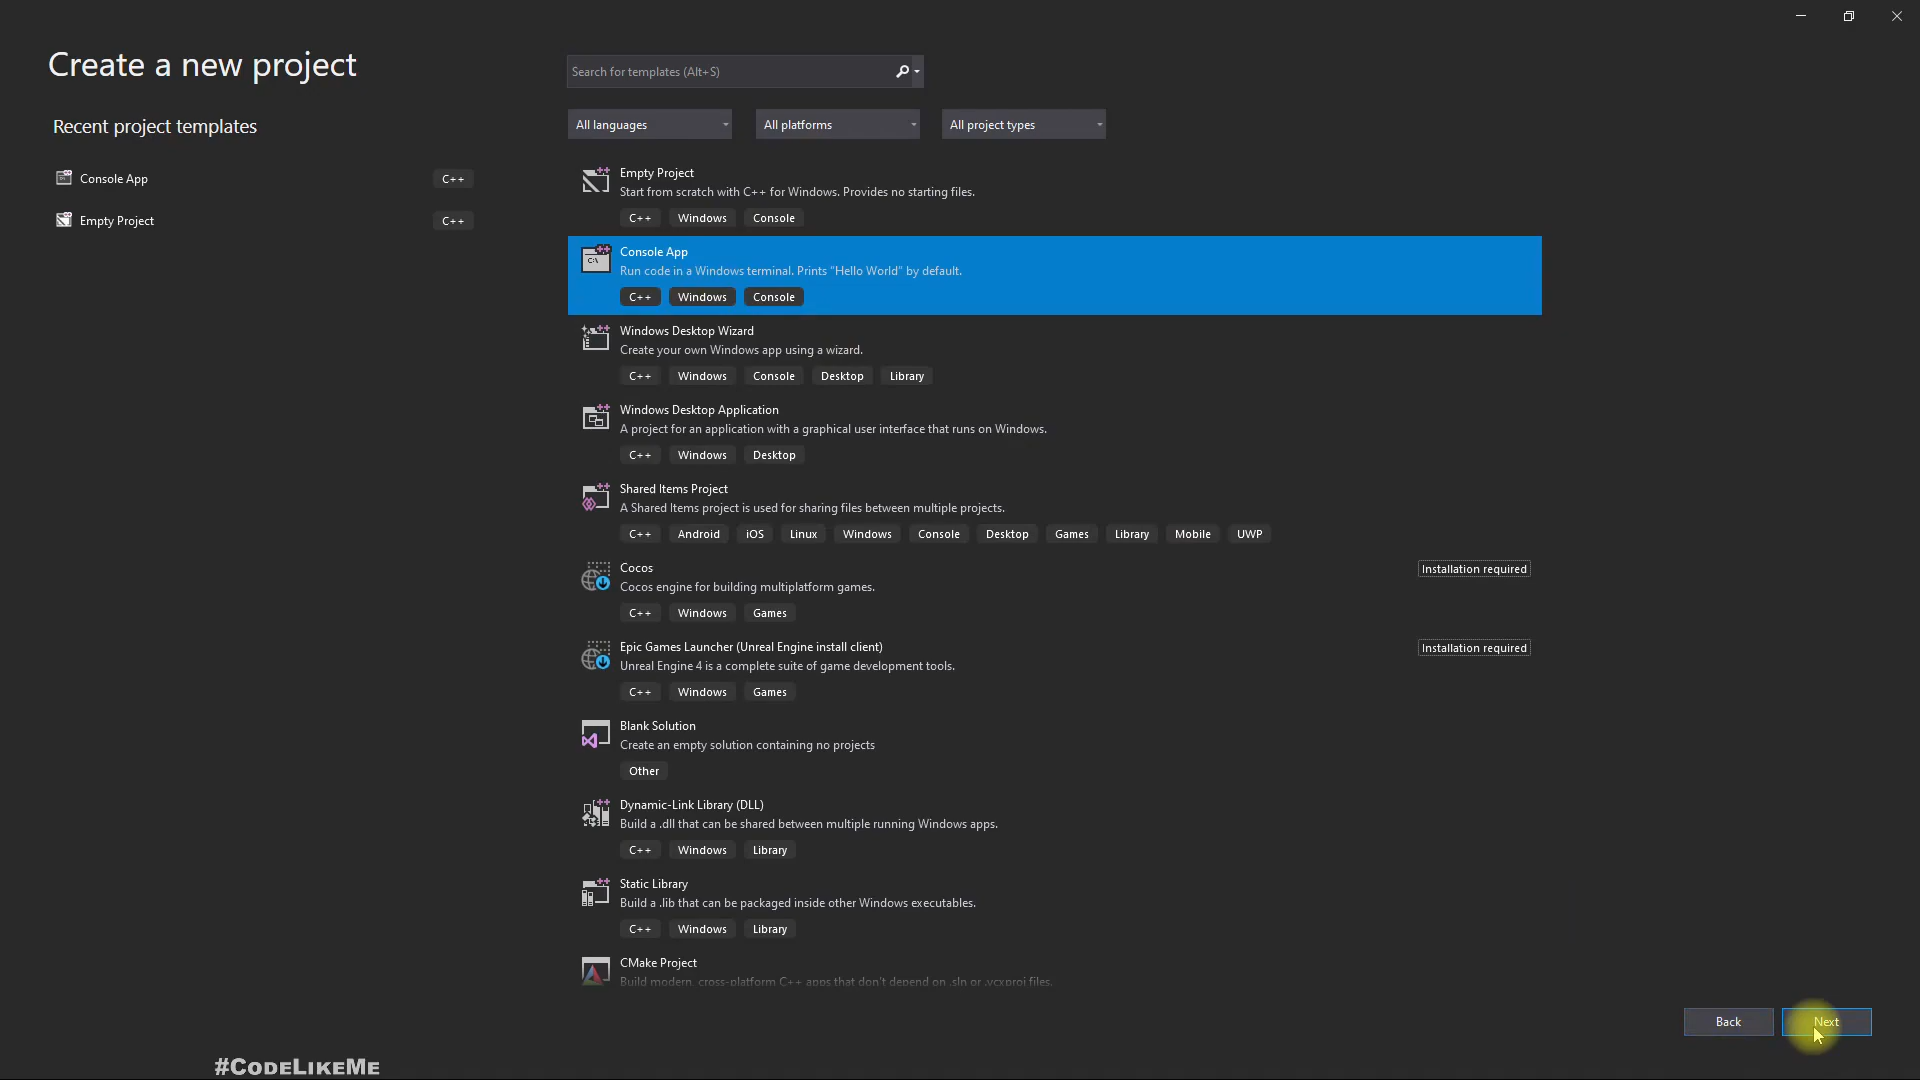 Create a new project
Search for templates (Alt+S)
All languages
All platforms
All project types
Recent project templates
Console App
C++
Empty Project
C++
Empty Project
Start from scratch with C++ for Windows. Provides no starting files.
C++ Windows Console
Console App
Run code in a Windows terminal. Prints "Hello World" by default.
C++ Windows Console
Windows Desktop Wizard
Create your own Windows app using a wizard.
C++ Windows Console Desktop Library
Windows Desktop Application
A project for an application with a graphical user interface that runs on Windows.
C++ Windows Desktop
Shared Items Project
A Shared Items project is used for sharing files between multiple projects.
C++ Android iOS Linux Windows Console Desktop Games Library Mobile UWP
Cocos
Installation required
Cocos engine for building multiplatform games.
C++ Windows Games
Epic Games Launcher (Unreal Engine install client)
Installation required
Unreal Engine 4 is a complete suite of game development tools.
C++ Windows Games
Blank Solution
Create an empty solution containing no projects
Other
Dynamic-Link Library (DLL)
Build a .dll that can be shared between multiple running Windows apps.
C++ Windows Library
Static Library
Build a .lib that can be packaged inside other Windows executables.
C++ Windows Library
CMake Project
Build modern, cross-platform C++ apps that don't depend on .sln or .vcxproj files.
Back
Next
#CodeLikeMe